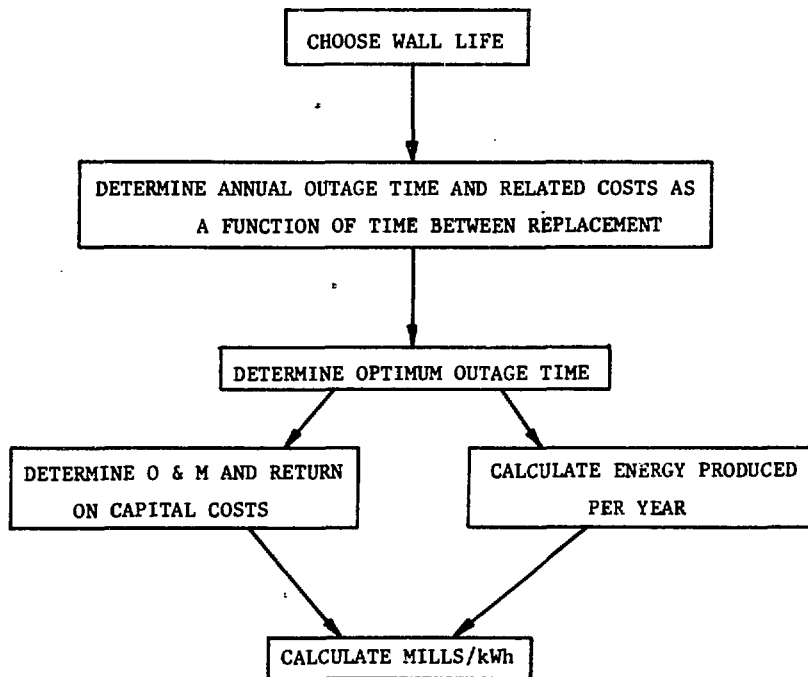 CHOOSE WALL LIFE
DETERMINE ANNUAL OUTAGE TIME AND RELATED COSTS AS
A FUNCTION OF TIME BETWEEN REPLACEMENT
DETERMINE OPTIMUM OUTAGE TIME
DETERMINE O & M AND RETURN
ON CAPITAL COSTS
CALCULATE ENERGY PRODUCED
PER YEAR
CALCULATE MILLS/kWh